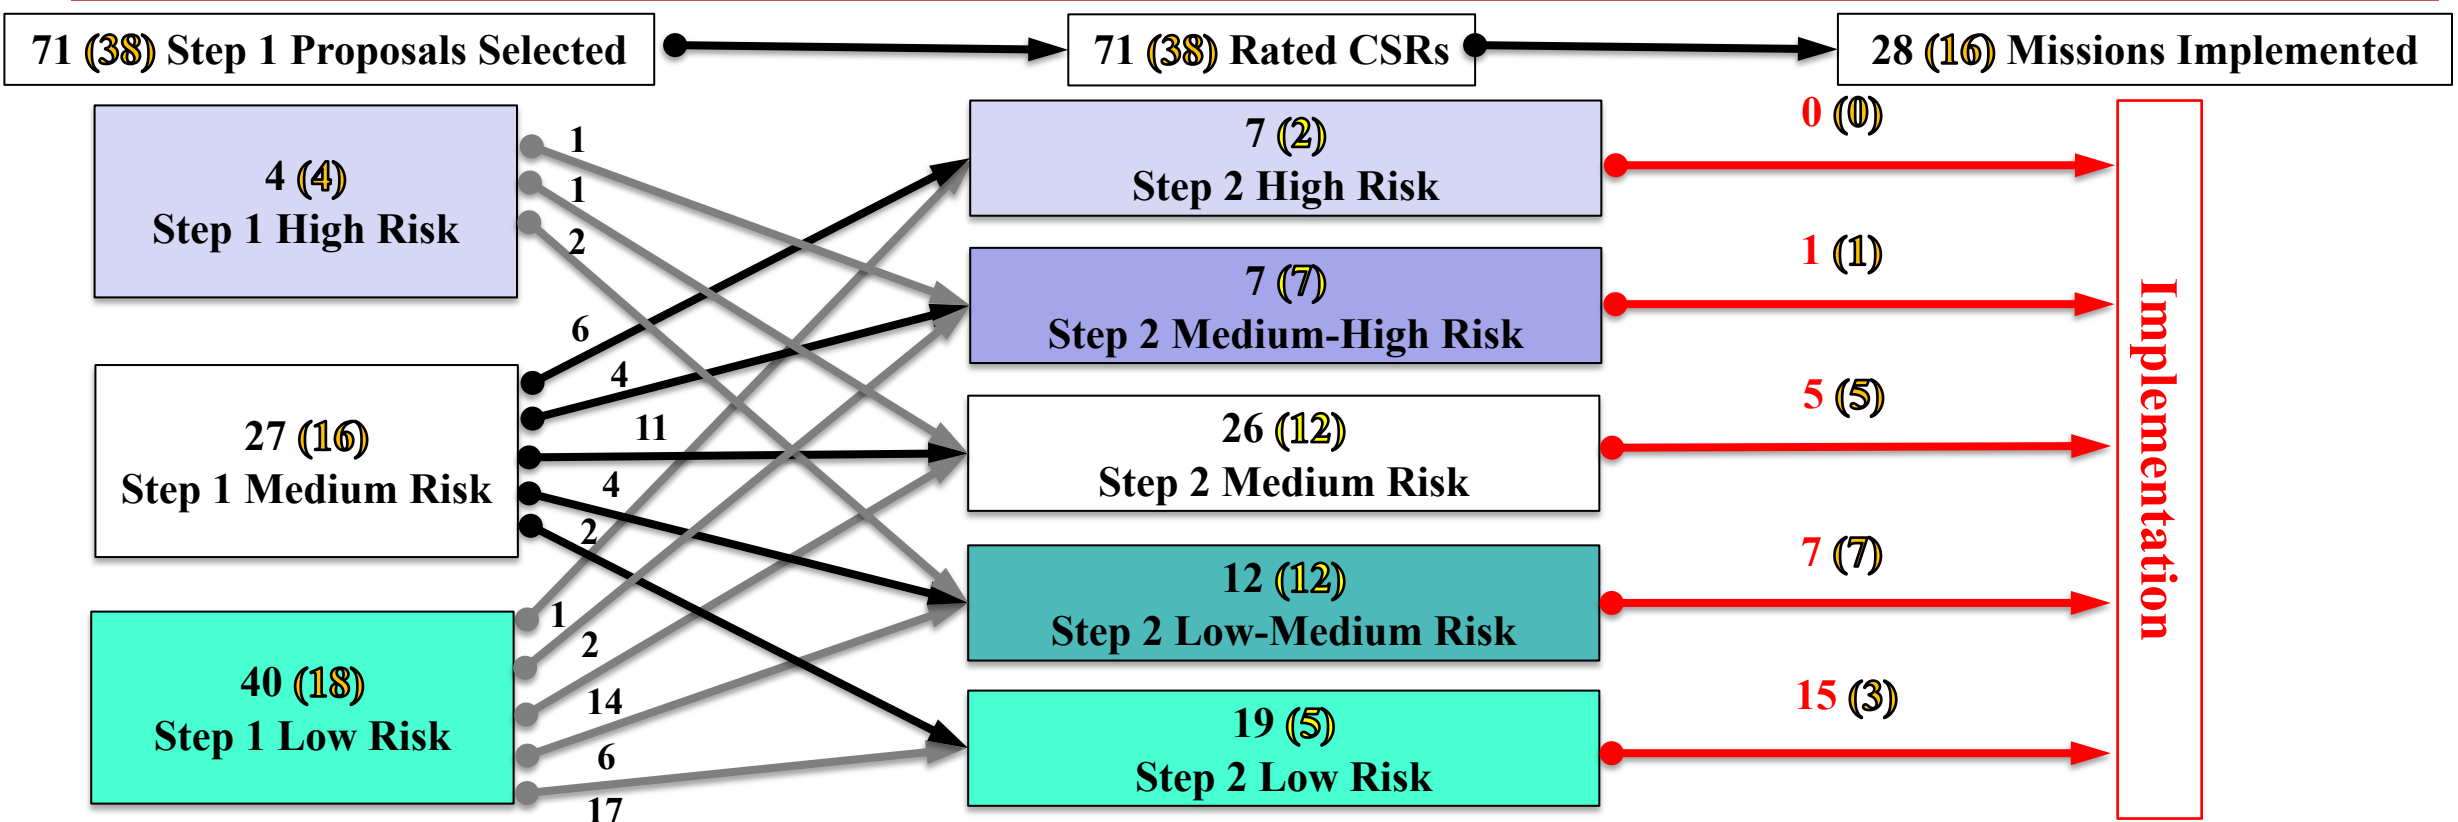 71 (38) Step 1 Proposals Selected
71 (38) Rated CSRs
28 (16) Missions Implemented
4 (4)
Step 1 High Risk
1
1
2
27 (16)
Step 1 Medium Risk
6
4
11
4
2
40 (18)
Step 1 Low Risk
1
2
14
6
17
7 (2)
Step 2 High Risk
7 (7)
Step 2 Medium-High Risk
26 (12)
Step 2 Medium Risk
12 (12)
Step 2 Low-Medium Risk
19 (5)
Step 2 Low Risk
0 (0)
1 (1)
5 (5)
7 (7)
15 (3)
Implementation